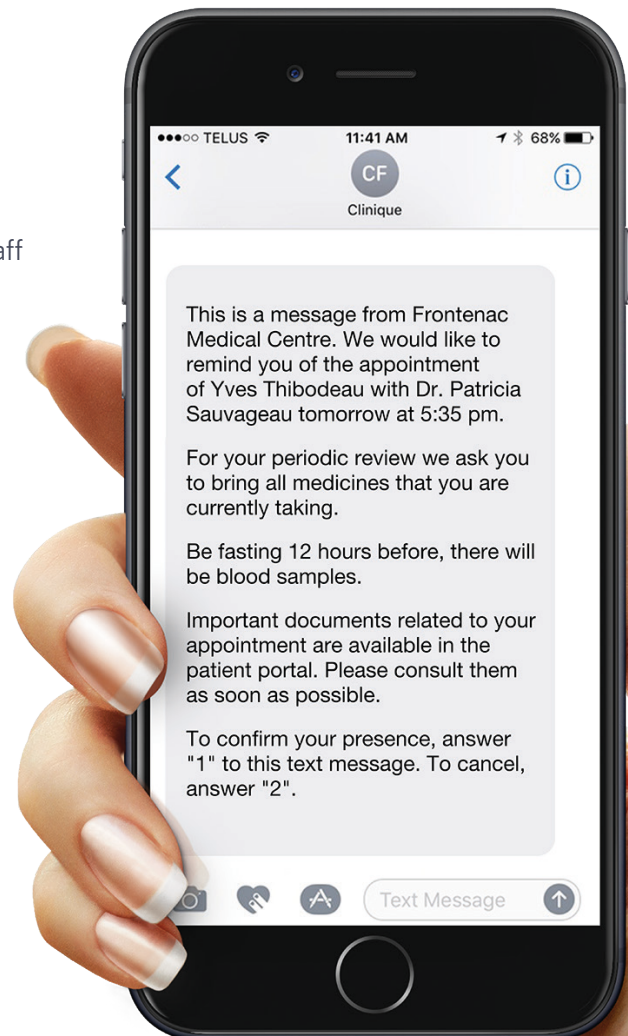 TELUS 11:41 AM 68%
CF
Clinique
aff
This is a message from Frontenac
Medical Centre. We would like to
remind you of the appointment
of Yves Thibodeau with Dr. Patricia
Sauvageau tomorrow at 5:35 pm.
For your periodic review we ask you
to bring all medicines that you are
currently taking.
Be fasting 12 hours before, there will
be blood samples.
Important documents related to your
appointment are available in the
patient portal. Please consult them
as soon as possible.
To confirm your presence, answer
"1" to this text message. To cancel,
answer "2".
Text Message